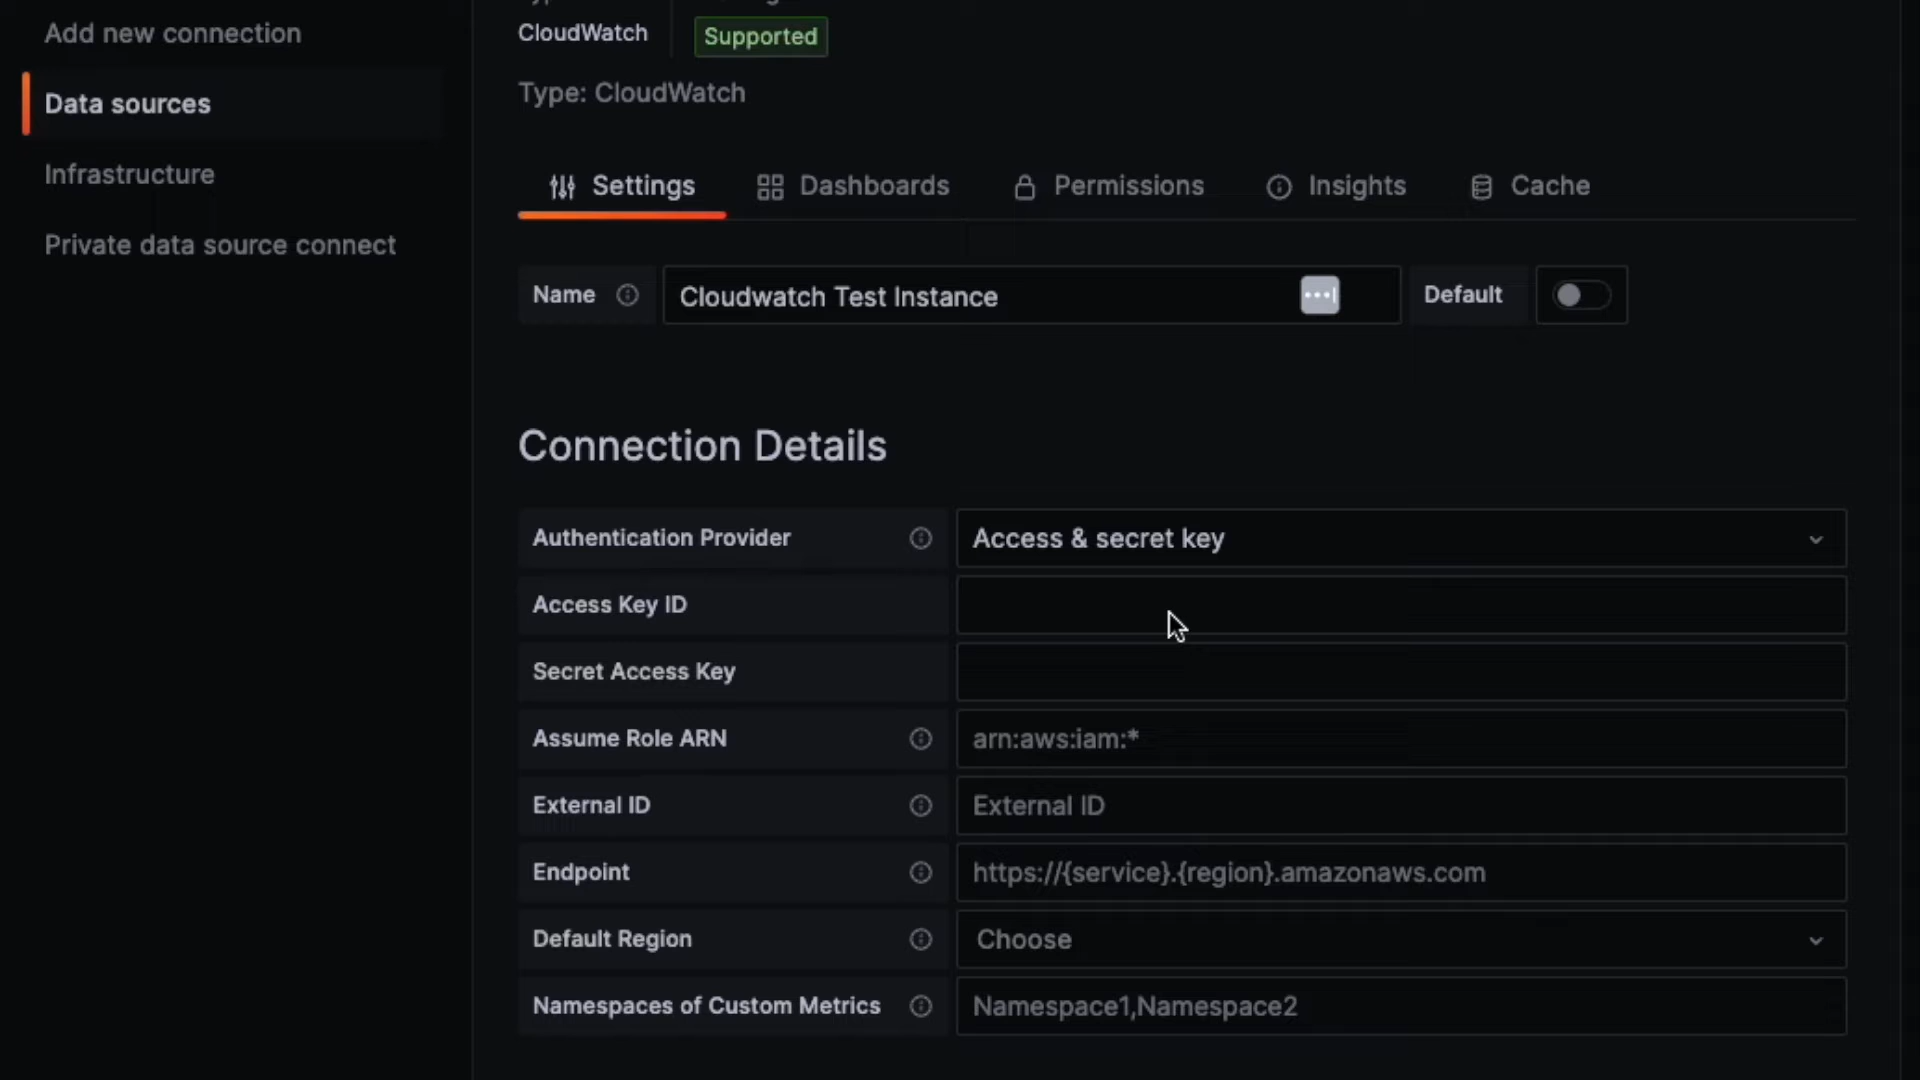 Add new connection
Data sources
Infrastructure
Private data source connect
CloudWatch
Supported
Type: CloudWatch
Settings
Dashboards
Permissions
Insights
Cache
Name
Cloudwatch Test Instance
Default
Connection Details
Authentication Provider
Access & secret key
Access Key ID
Secret Access Key
Assume Role ARN
arn:aws:iam:*
External ID
External ID
Endpoint
https://{service}.{region}.amazonaws.com
Default Region
Choose
Namespaces of Custom Metrics
Namespace1,Namespace2